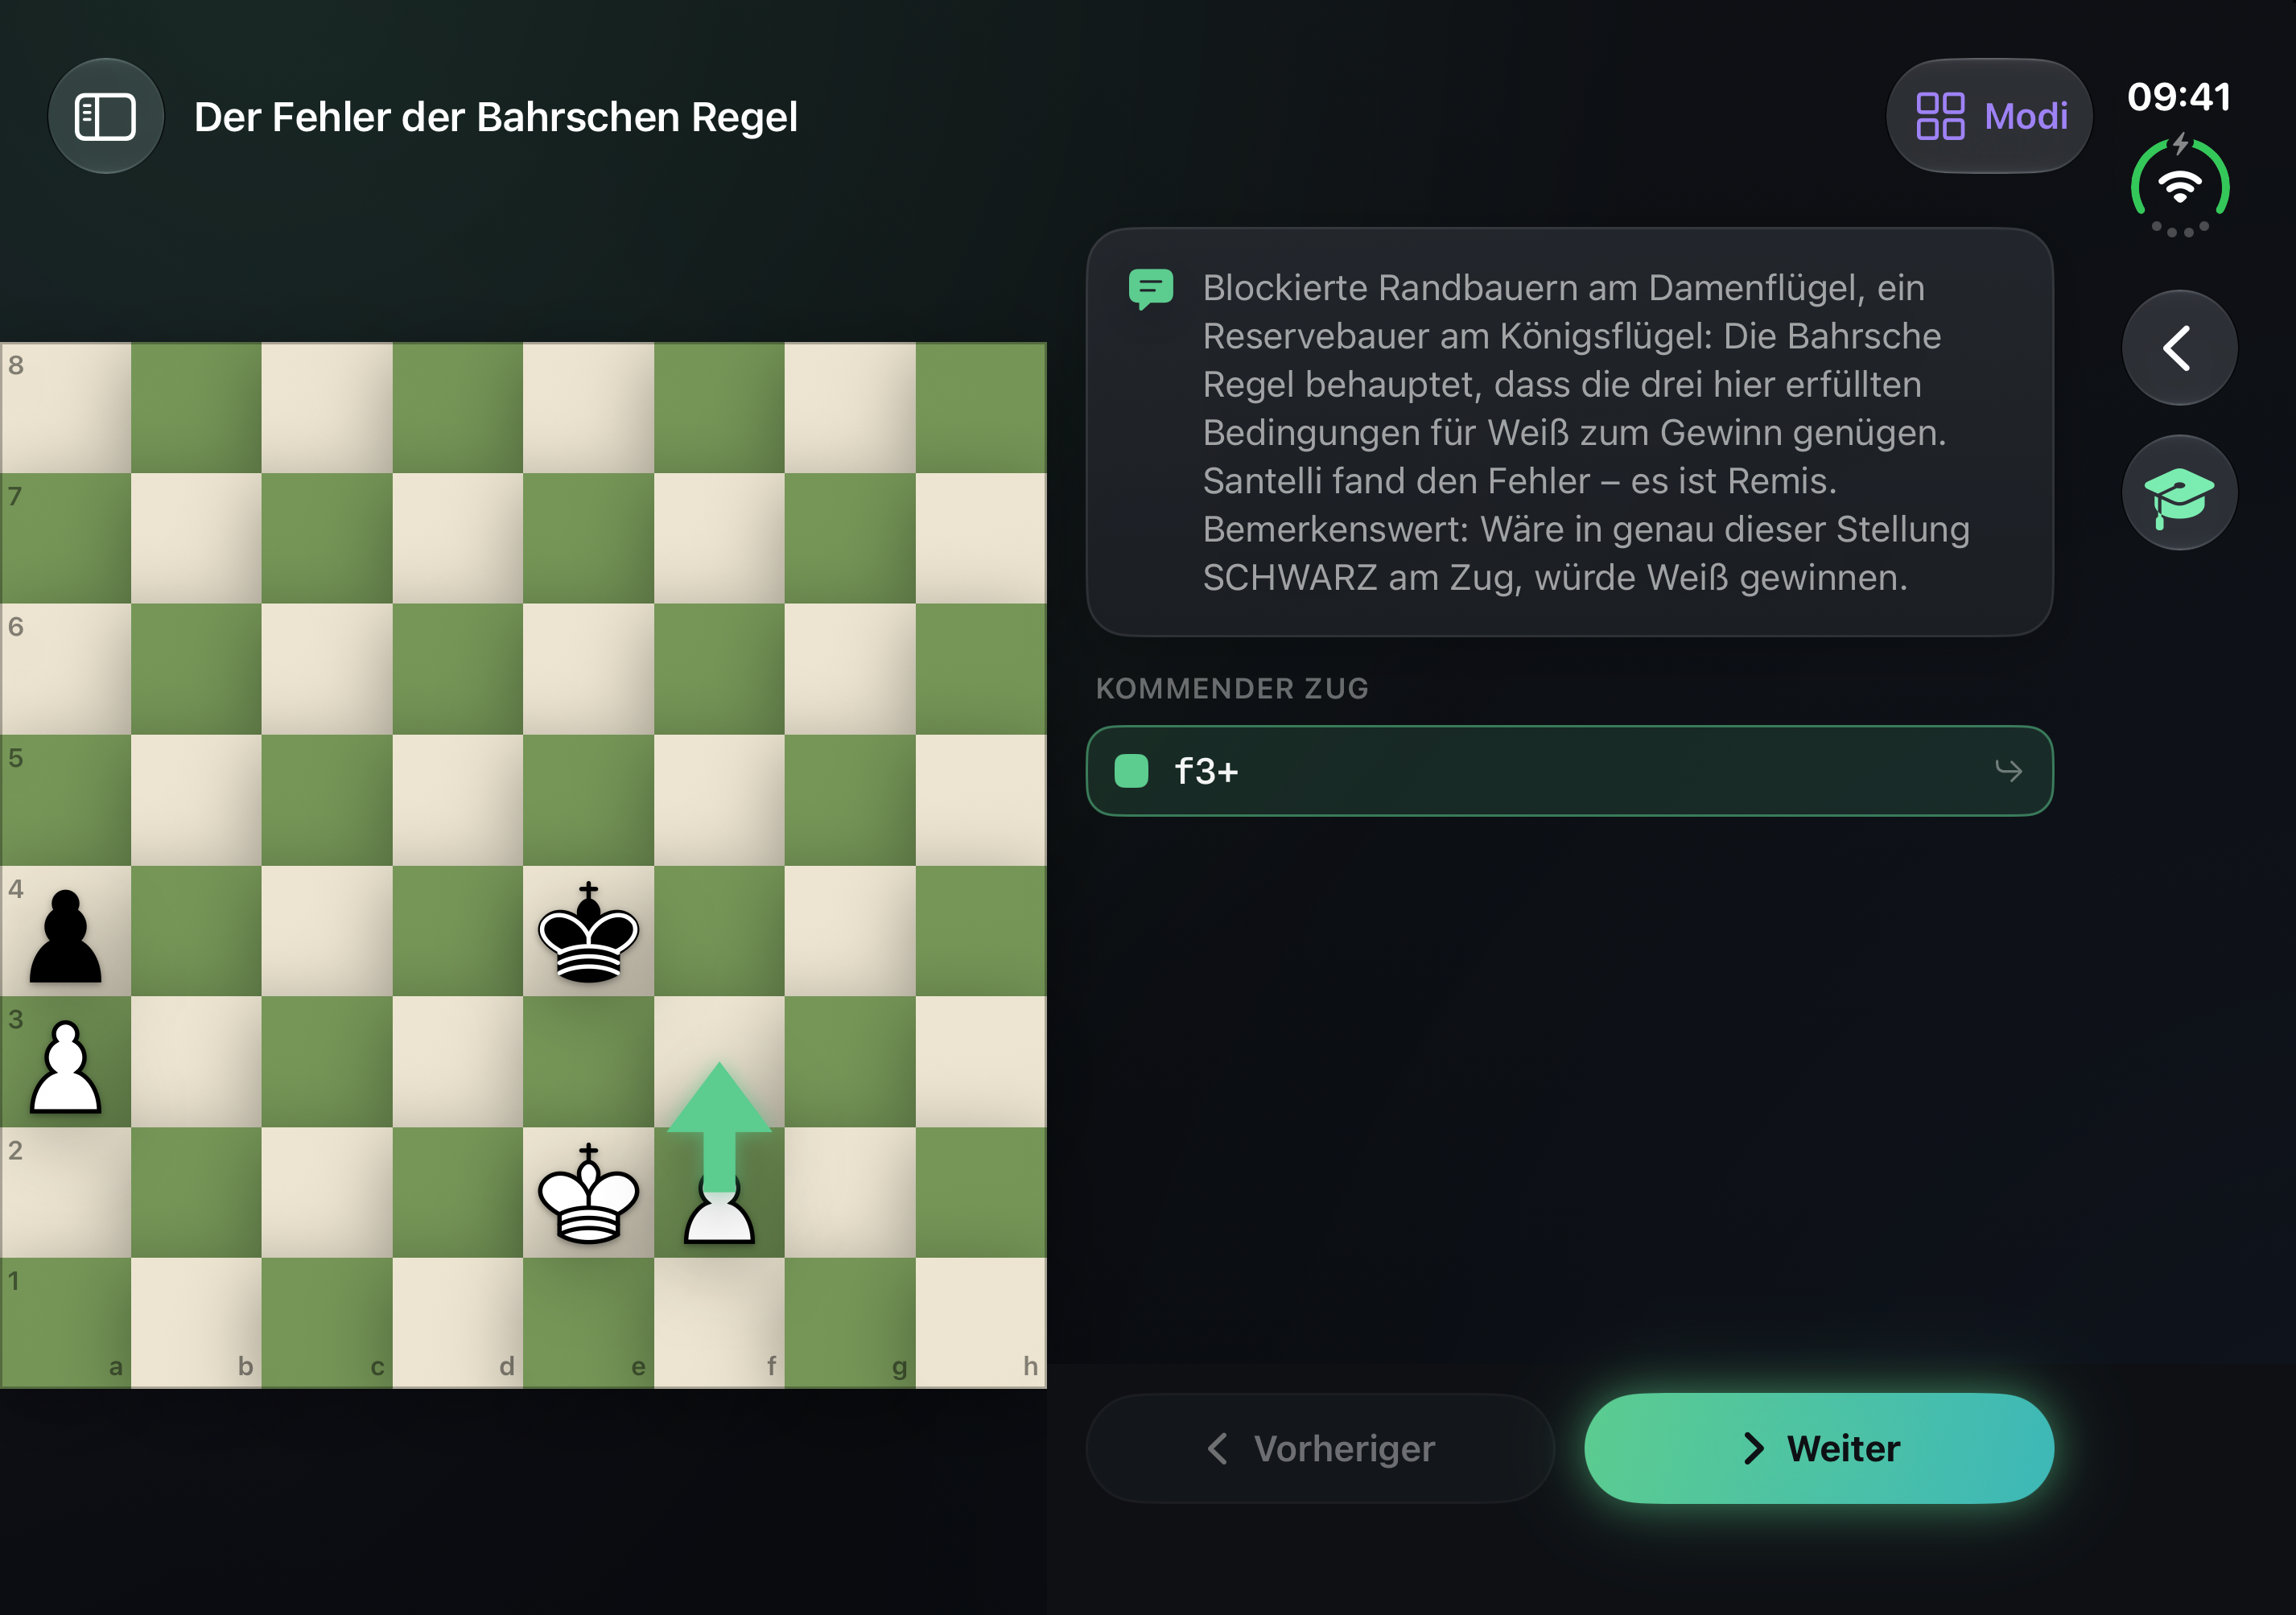 Der Fehler der Bahrschen Regel
Modi
09:41
Blockierte Randbauern am Damenflügel, ein
Reservebauer am Königsflügel: Die Bahrsche
Regel behauptet, dass die drei hier erfüllten
Bedingungen für Weiß zum Gewinn genügen.
Santelli fand den Fehler – es ist Remis.
Bemerkenswert: Wäre in genau dieser Stellung
SCHWARZ am Zug, würde Weiß gewinnen.
KOMMENDER ZUG
f3+
8
7
6
5
4
3
2
1
a b c d e f g h
Vorheriger
Weiter